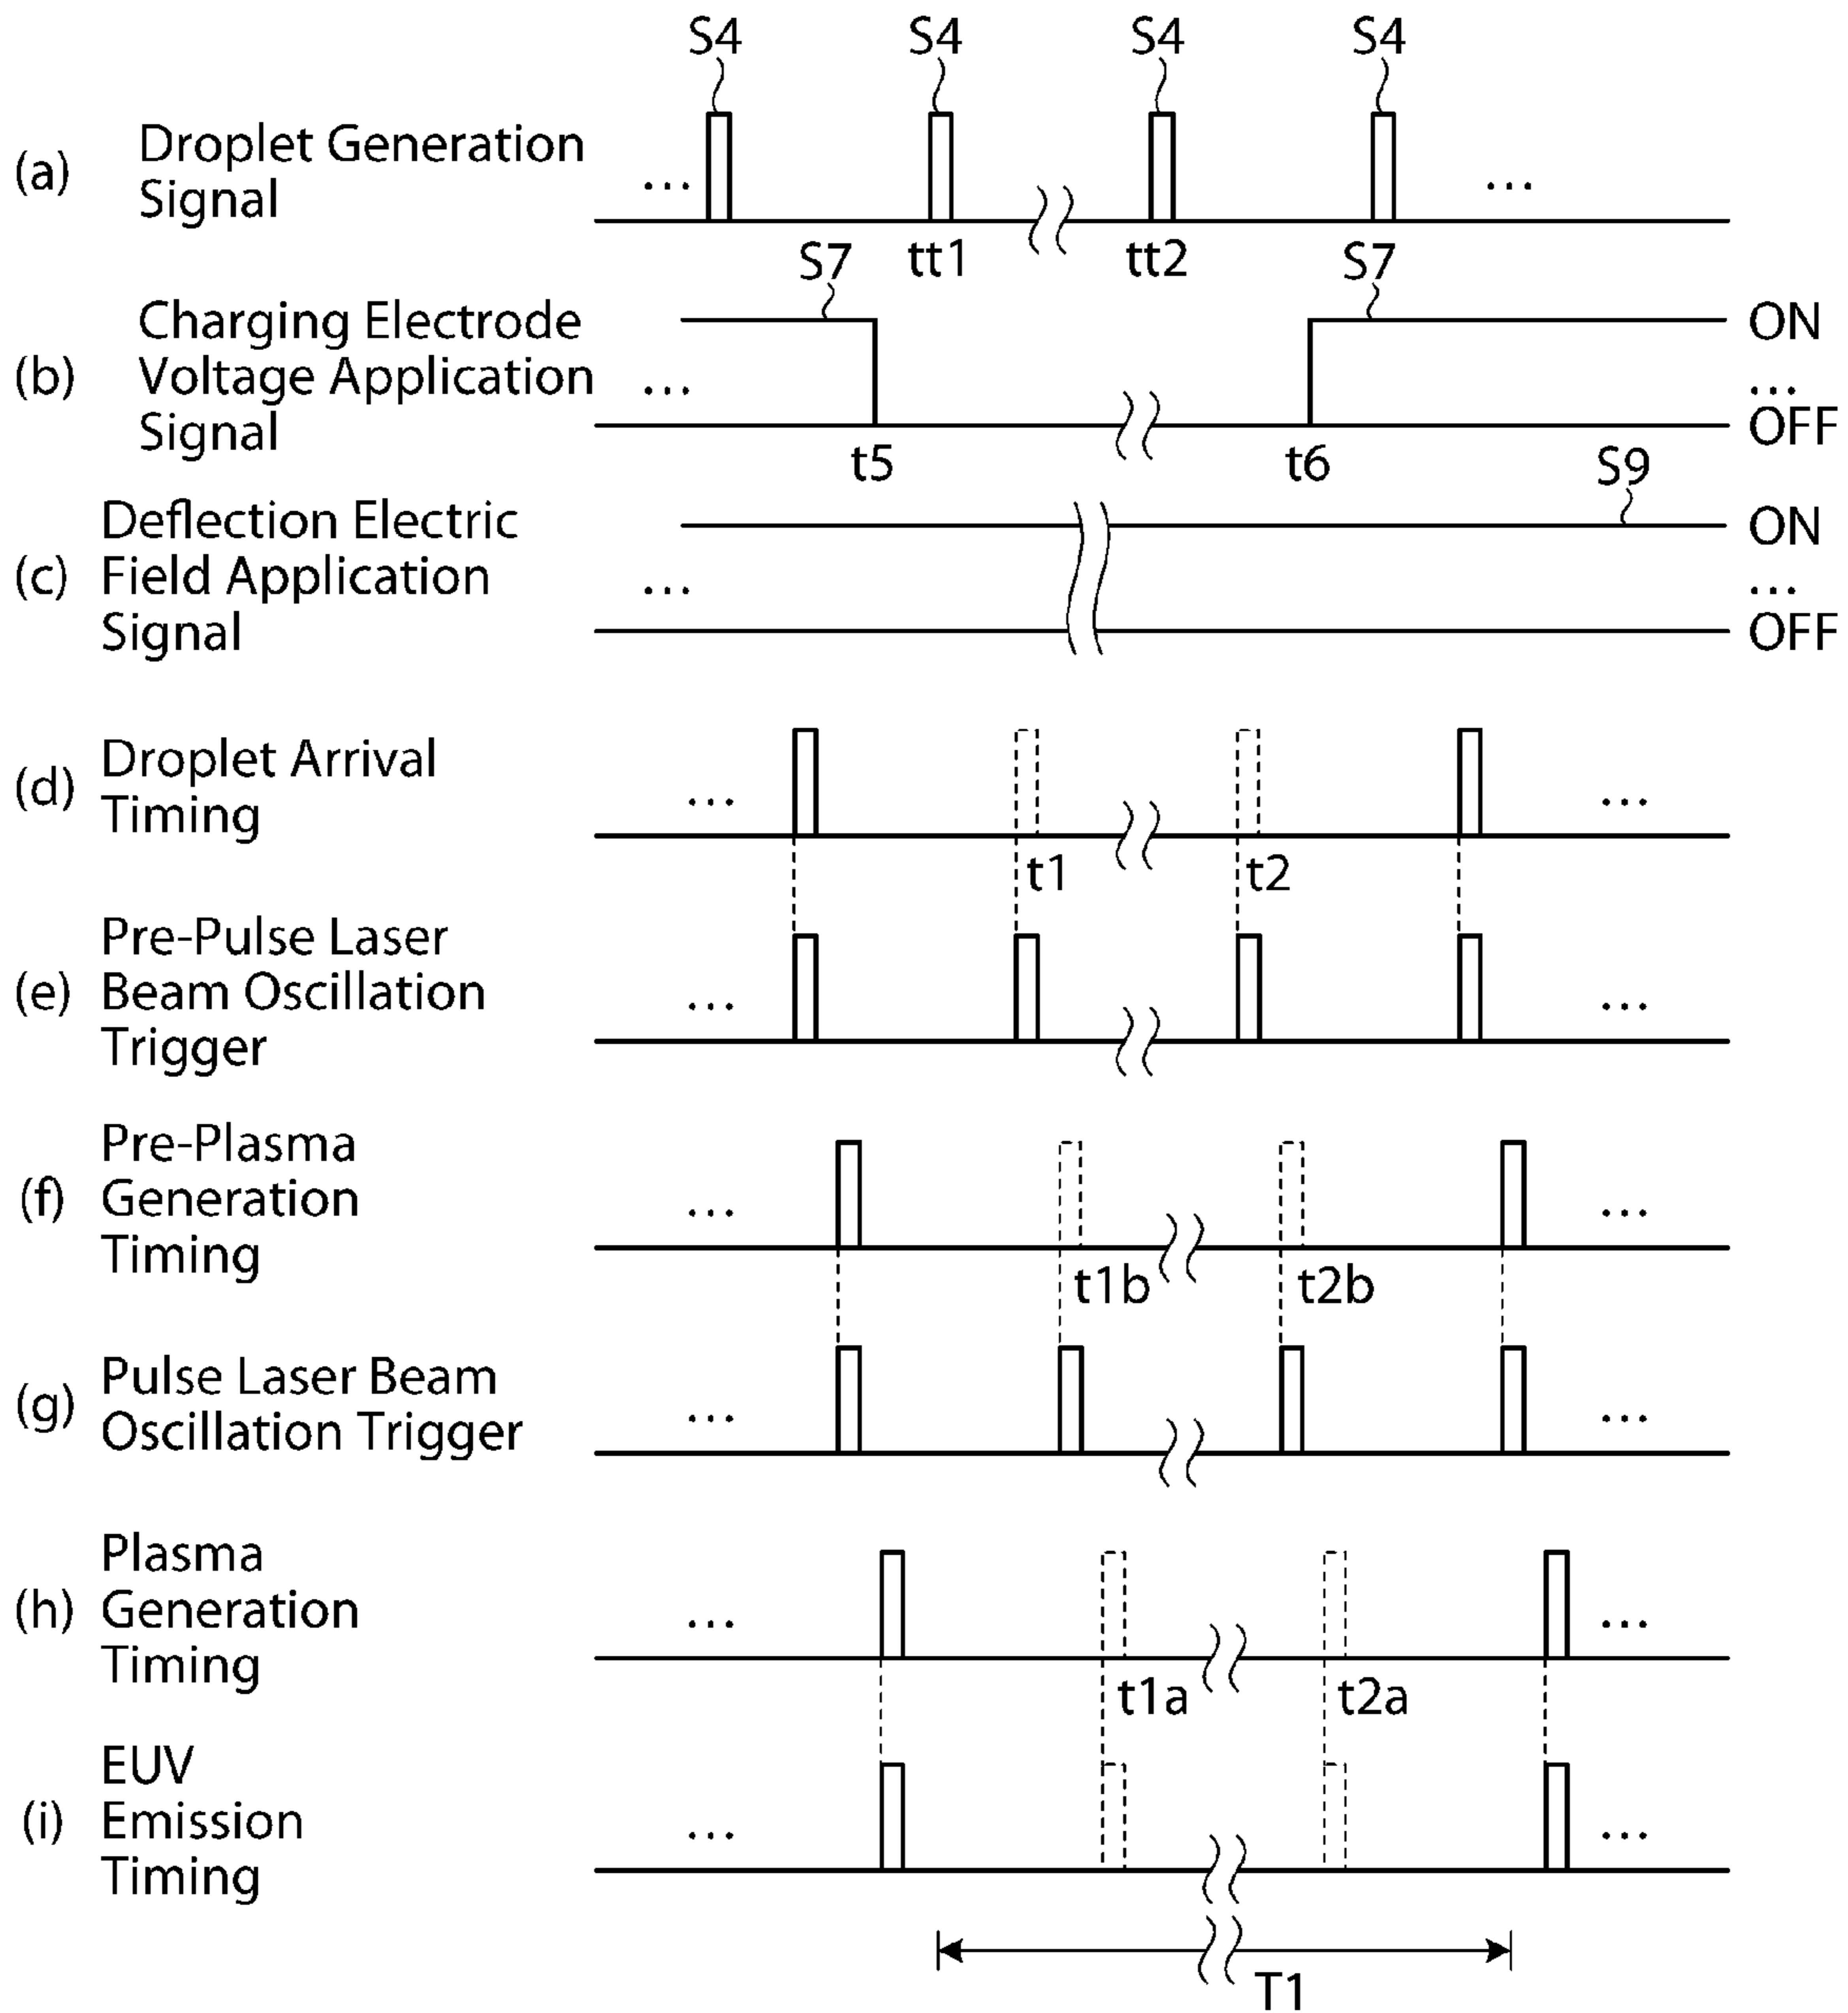 S4 S4 S4 S4
(a) Droplet Generation
Signal
... ...
tt1 tt2
S7 S7
(b) Charging Electrode
Voltage Application
Signal
ON
... ...
OFF
t5 t6
S9
(c) Deflection Electric
Field Application
Signal
ON
... ...
OFF
(d) Droplet Arrival
Timing
... ...
t1 t2
(e) Pre-Pulse Laser
Beam Oscillation
Trigger
... ...
(f) Pre-Plasma
Generation
Timing
... ...
t1b t2b
(g) Pulse Laser Beam
Oscillation Trigger
... ...
(h) Plasma
Generation
Timing
... ...
t1a t2a
(i) EUV
Emission
Timing
... ...
T1